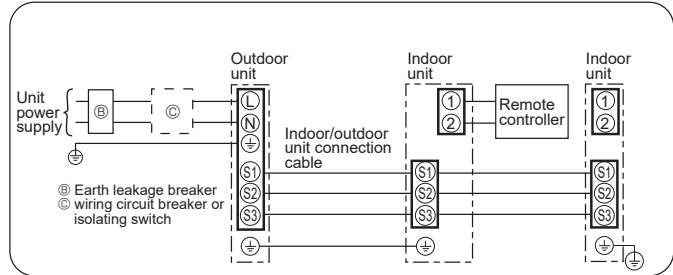 Outdoor
unit
Indoor
unit
Indoor
unit
Unit
power
supply
Ⓑ
Ⓒ
L
N
1
2
Remote
controller
1
2
Indoor/outdoor
unit connection
cable
S1
S2
S3
S1
S2
S3
S1
S2
S3
Ⓑ Earth leakage breaker
Ⓒ wiring circuit breaker or
isolating switch